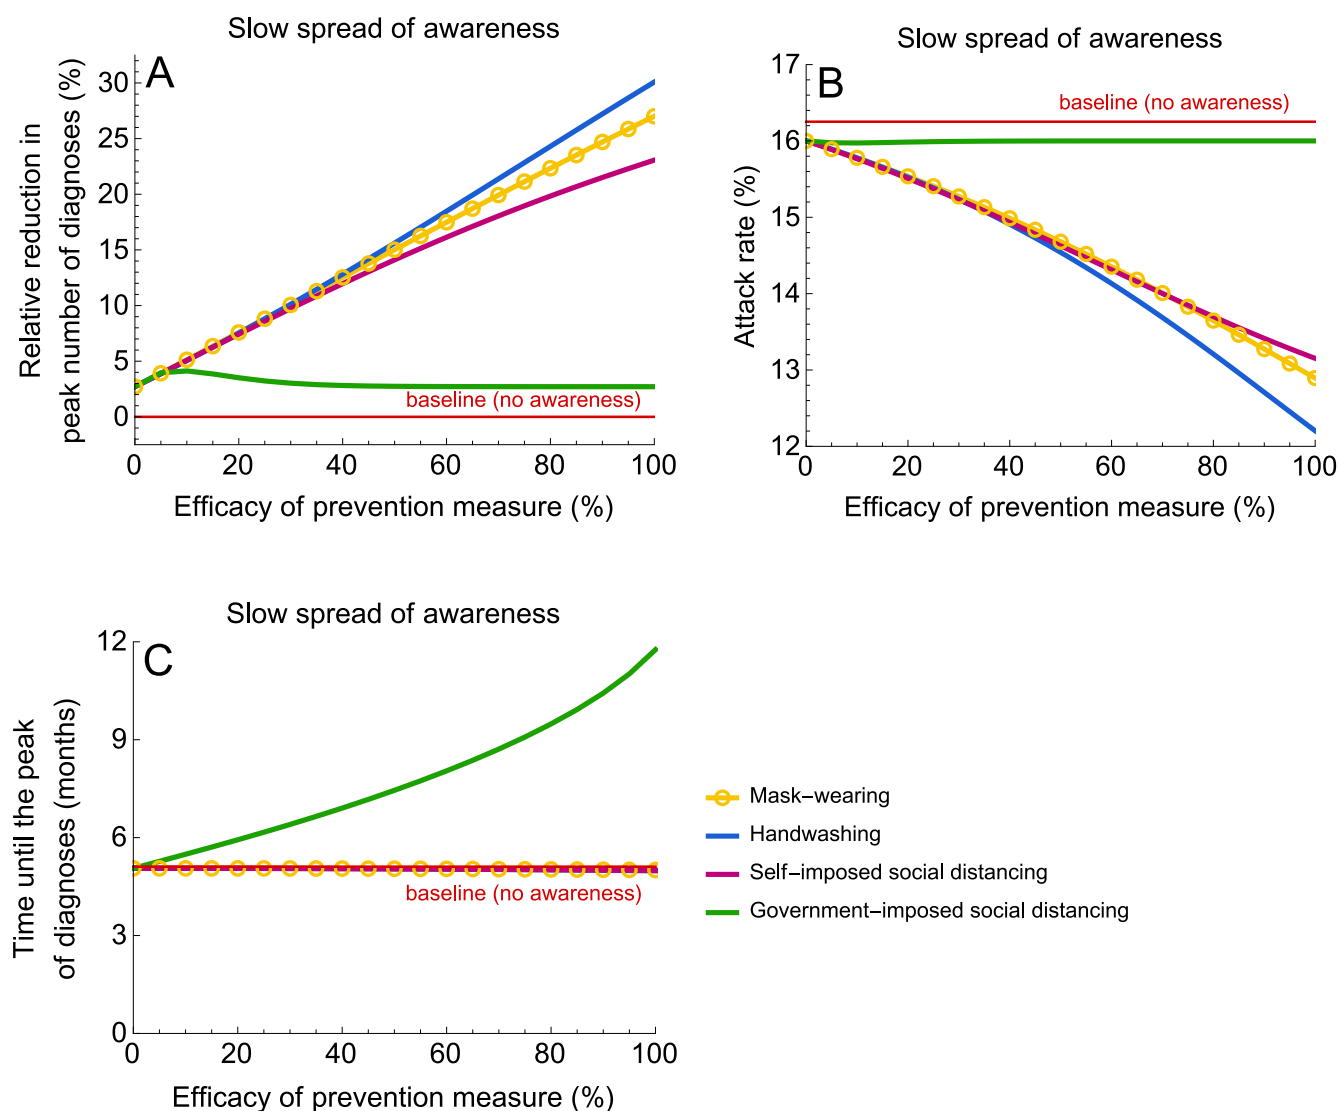 Slow spread of awareness
A
Relative reduction in
peak number of diagnoses (%)
30
25
20
15
10
5
0
baseline (no awareness)
0 20 40 60 80 100
Efficacy of prevention measure (%)
Slow spread of awareness
B
Attack rate (%)
17
16
15
14
13
12
baseline (no awareness)
0 20 40 60 80 100
Efficacy of prevention measure (%)
Slow spread of awareness
C
Time until the peak
of diagnoses (months)
12
9
6
3
0
baseline (no awareness)
0 20 40 60 80 100
Efficacy of prevention measure (%)
Mask−wearing
Handwashing
Self−imposed social distancing
Government−imposed social distancing